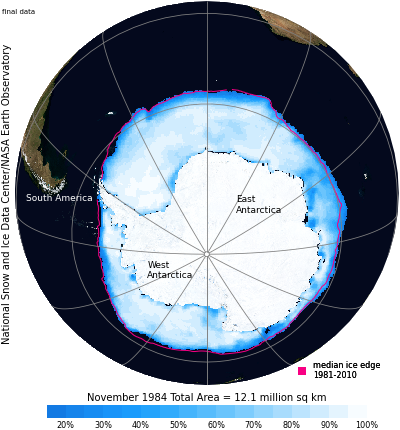 final data
National Snow and Ice Data Center/NASA Earth Observatory
South America
East
Antarctica
West
Antarctica
median ice edge
1981-2010
November 1984 Total Area = 12.1 million sq km
20% 30% 40% 50% 60% 70% 80% 90% 100%